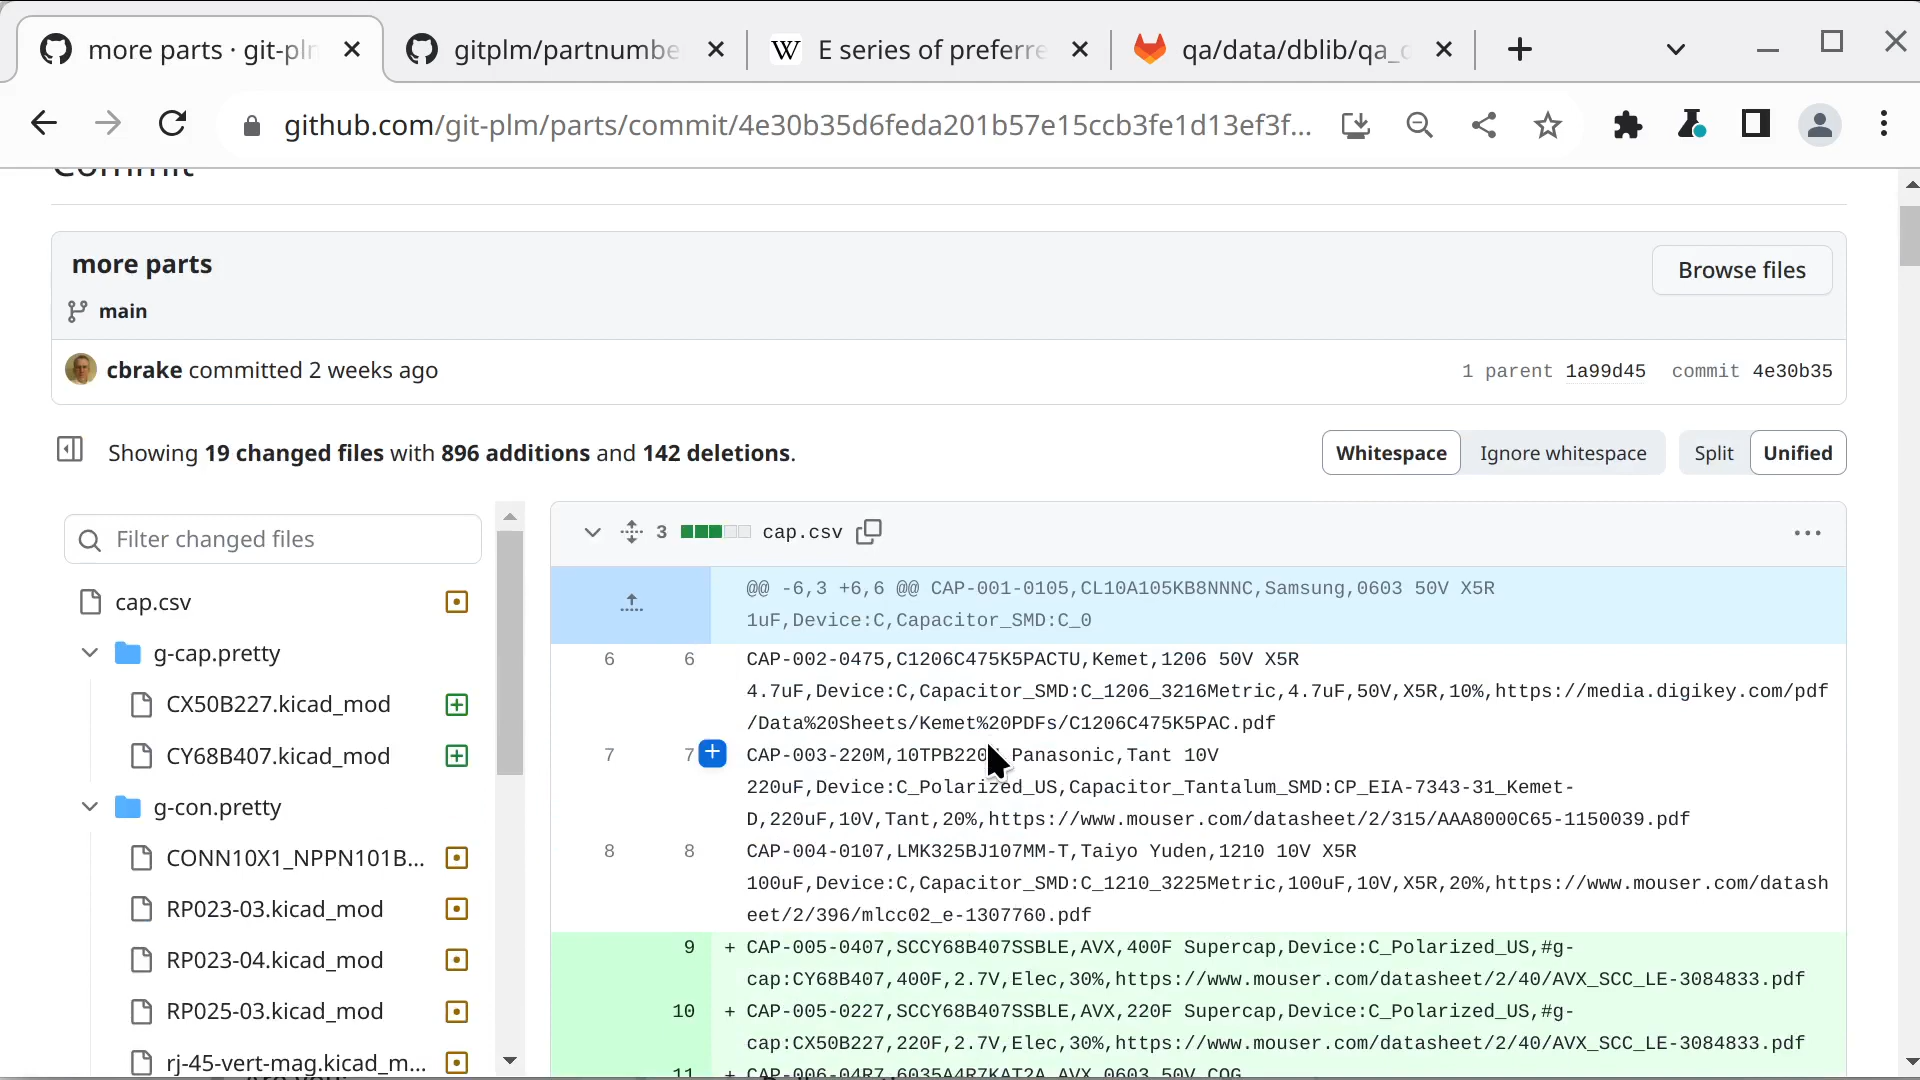 more parts · git-pln
gitplm/partnumbe
W E series of preferre
qa/data/dblib/qa_
github.com/git-plm/parts/commit/4e30b35d6feda201b57e15ccb3fe1d13ef3f...
Commit
more parts
Browse files
main
cbrake committed 2 weeks ago
1 parent 1a99d45 commit 4e30b35
Showing 19 changed files with 896 additions and 142 deletions.
Whitespace Ignore whitespace Split Unified
Filter changed files
cap.csv
g-cap.pretty
CX50B227.kicad_mod
CY68B407.kicad_mod
g-con.pretty
CONN10X1_NPPN101B...
RP023-03.kicad_mod
RP023-04.kicad_mod
RP025-03.kicad_mod
rj-45-vert-mag.kicad_m...
3 cap.csv
@@ -6,3 +6,6 @@ CAP-001-0105,CL10A105KB8NNNC,Samsung,0603 50V X5R
1uF,Device:C,Capacitor_SMD:C_0
6 6 CAP-002-0475,C1206C475K5PACTU,Kemet,1206 50V X5R
4.7uF,Device:C,Capacitor_SMD:C_1206_3216Metric,4.7uF,50V,X5R,10%,https://media.digikey.com/pdf
/Data%20Sheets/Kemet%20PDFs/C1206C475K5PAC.pdf
7 7 CAP-003-220M,10TPB220 Panasonic,Tant 10V
220uF,Device:C_Polarized_US,Capacitor_Tantalum_SMD:CP_EIA-7343-31_Kemet-
D,220uF,10V,Tant,20%,https://www.mouser.com/datasheet/2/315/AAA8000C65-1150039.pdf
8 8 CAP-004-0107,LMK325BJ107MM-T,Taiyo Yuden,1210 10V X5R
100uF,Device:C,Capacitor_SMD:C_1210_3225Metric,100uF,10V,X5R,20%,https://www.mouser.com/datash
eet/2/396/mlcc02_e-1307760.pdf
9 + CAP-005-0407,SCCY68B407SSBLE,AVX,400F Supercap,Device:C_Polarized_US,#g-
cap:CY68B407,400F,2.7V,Elec,30%,https://www.mouser.com/datasheet/2/40/AVX_SCC_LE-3084833.pdf
10 + CAP-005-0227,SCCY68B407SSBLE,AVX,220F Supercap,Device:C_Polarized_US,#g-
cap:CX50B227,220F,2.7V,Elec,30%,https://www.mouser.com/datasheet/2/40/AVX_SCC_LE-3084833.pdf
11 + CAP-006-04R7,6035A4R7KAT2A,AVX,0603 50V COG